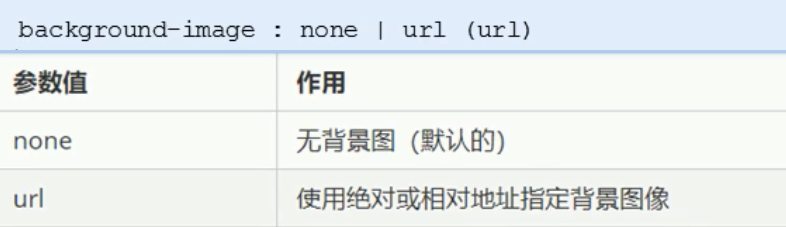 background-image : none | url (url)
参数值 作用
none 无背景图（默认的）
url 使用绝对或相对地址指定背景图像